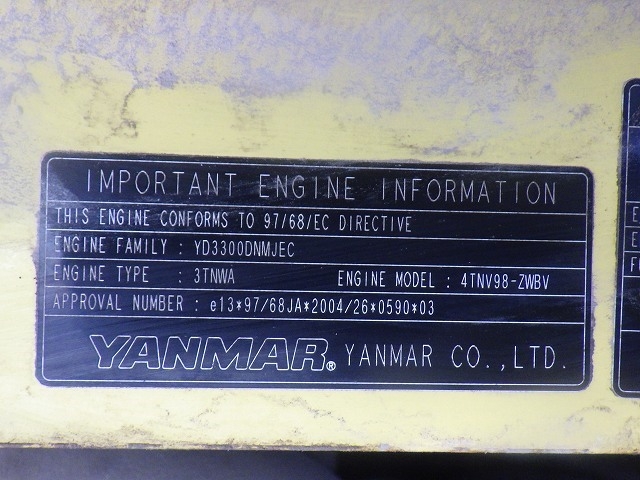 IMPORTANT ENGINE INFORMATION
THIS ENGINE CONFORMS TO 97/68/EC DIRECTIVE
ENGINE FAMILY : YD3300DNMJEC
ENGINE TYPE : 3TNWA ENGINE MODEL : 4TNV98-ZWBV
APPROVAL NUMBER : e13*97/68JA*2004/26*0590*03
YANMAR® YANMAR CO.,LTD.